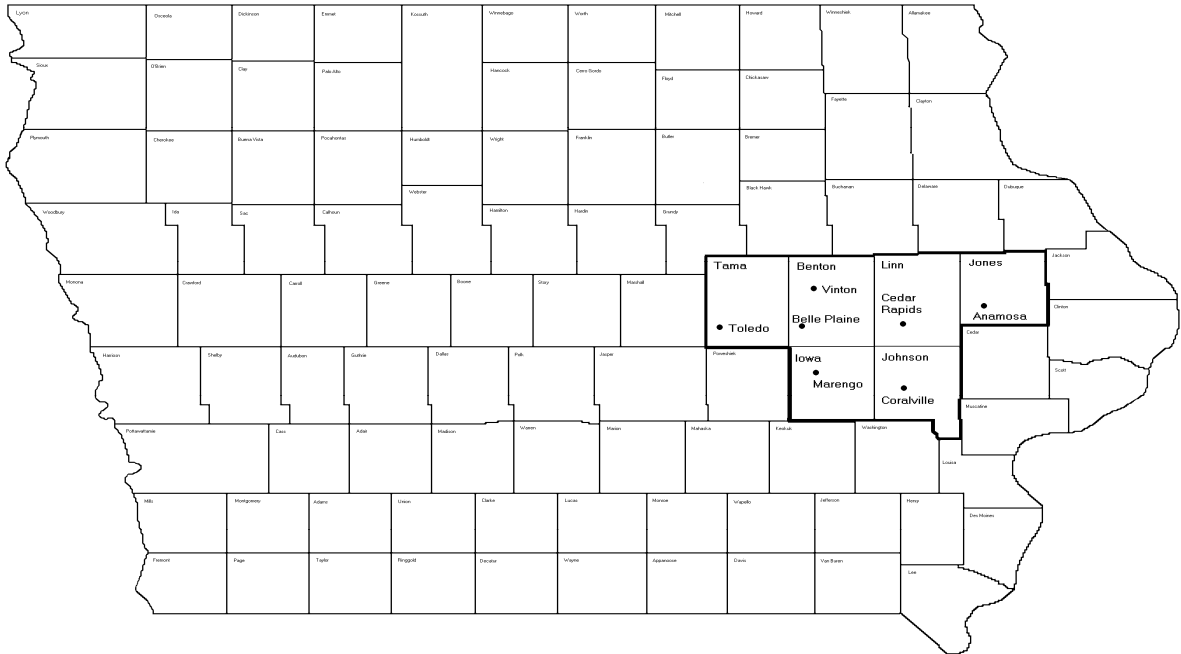 Lyon
Osceola
Dickinson
Emmet
Kossuth
Winnebago
Worth
Mitchell
Howard
Winneshiek
Allamakee
Sioux
O'Brien
Clay
Palo Alto
Hancock
Cerro Gordo
Floyd
Chickasaw
Fayette
Clayton
Plymouth
Cherokee
Buena Vista
Pocahontas
Humboldt
Wright
Franklin
Butler
Bremer
Webster
Black Hawk
Buchanan
Delaware
Dubuque
Woodbury
Ida
Sac
Calhoun
Hamilton
Hardin
Grundy
Tama
Benton
Linn
Jones
Jackson
Monona
Crawford
Carroll
Greene
Boone
Story
Marshall
Vinton
Cedar
Rapids
Clinton
Toledo
Belle Plaine
Anamosa
Cedar
Harrison
Shelby
Audubon
Guthrie
Dallas
Polk
Jasper
Poweshiek
Iowa
Johnson
Scott
Marengo
Coralville
Muscatine
Pottawattamie
Cass
Adair
Madison
Warren
Marion
Mahaska
Keokuk
Washington
Louisa
Mills
Montgomery
Adams
Union
Clarke
Lucas
Monroe
Wapello
Jefferson
Henry
Des Moines
Fremont
Page
Taylor
Ringgold
Decatur
Wayne
Appanoose
Davis
Van Buren
Lee